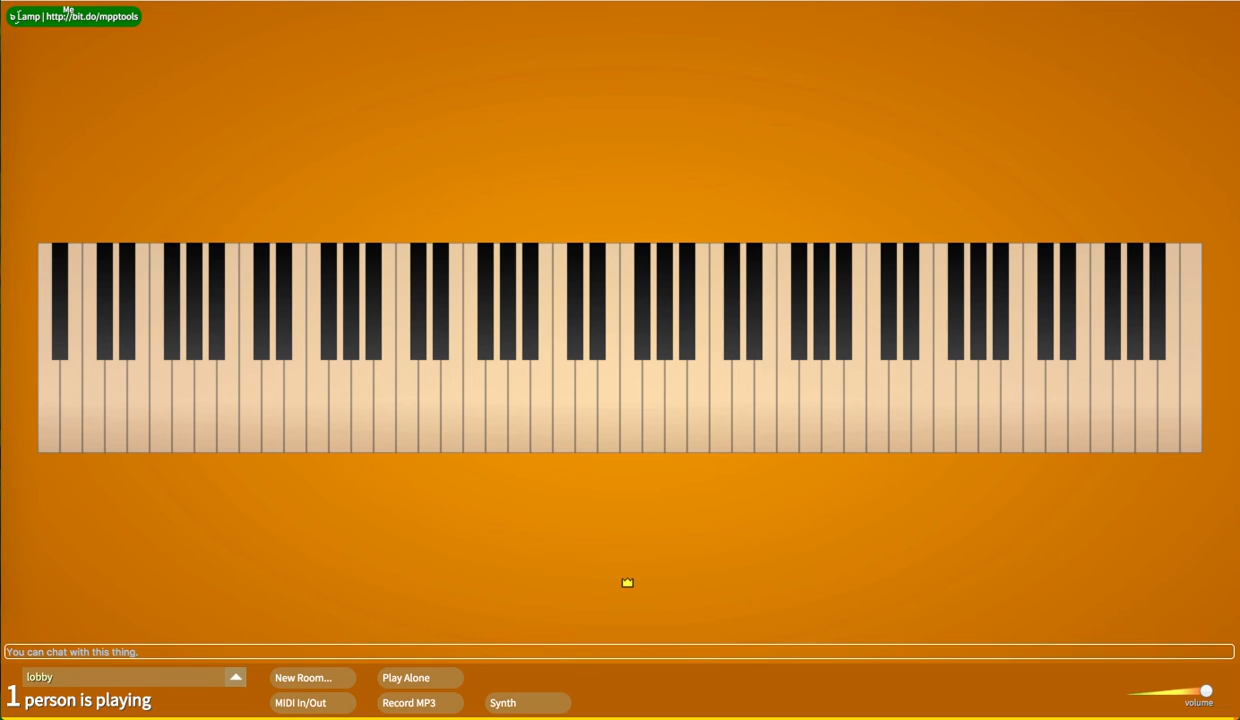 Me
Lamp | http://bit.do/mpptools
You can chat with this thing.
lobby
New Room...
Play Alone
1 person is playing
MIDI In/Out
Record MP3
Synth
volume